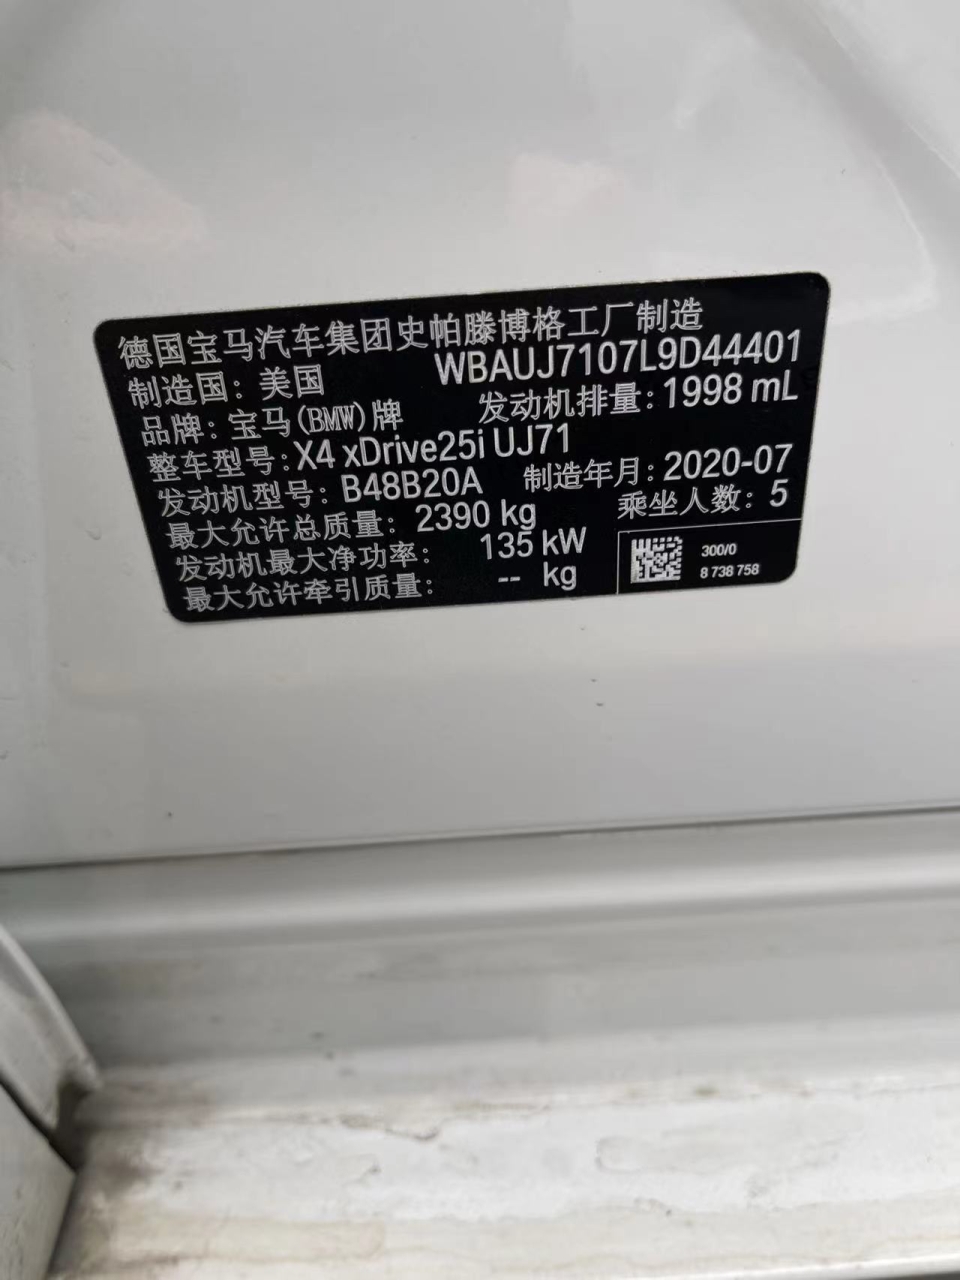 德国宝马汽车集团史帕滕博格工厂制造
制造国：美国 WBAUJ7107L9D44401
品牌：宝马(BMW)牌 发动机排量：1998 mL
整车型号：X4 xDrive25i UJ71
发动机型号：B48B20A 制造年月：2020-07
最大允许总质量：2390 kg 乘坐人数：5
发动机最大净功率：135 kW
最大允许牵引质量：-- kg
300/0
8 738 758